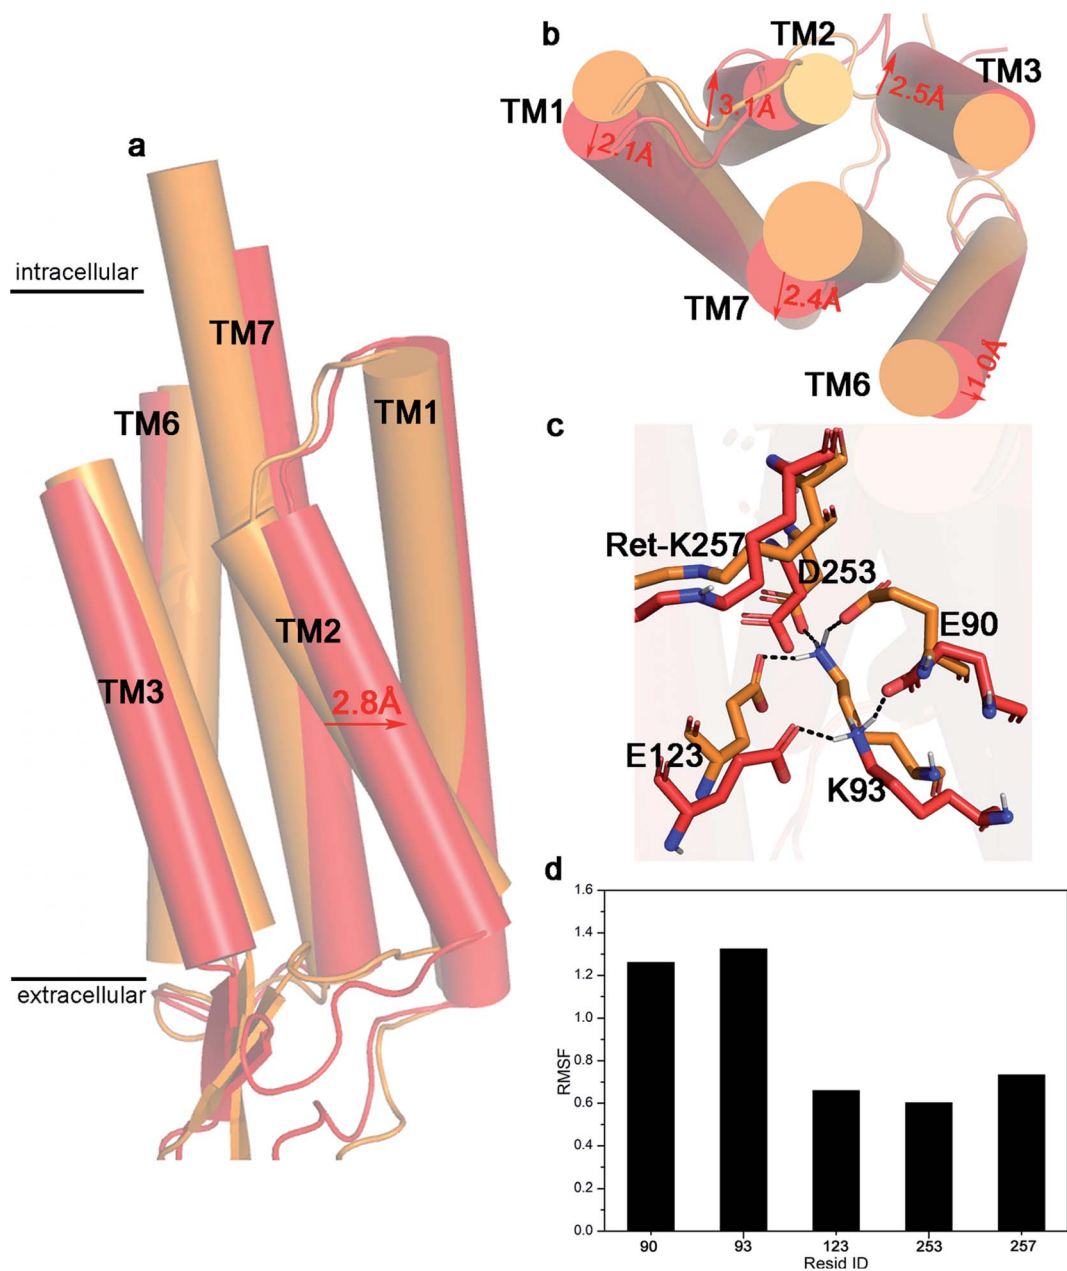 a
intracellular
TM7
TM6
TM1
TM2
TM3
2.8Å
extracellular
b
TM2
TM3
TM1
3.1Å
2.5Å
2.1Å
2.4Å
TM7
TM6
1.0Å
c
Ret-K257
D253
E90
E123
K93
d
1.6
1.4
1.2
1.0
0.8
0.6
0.4
0.2
0.0
RMSF
90 93 123 253 257
Resid ID